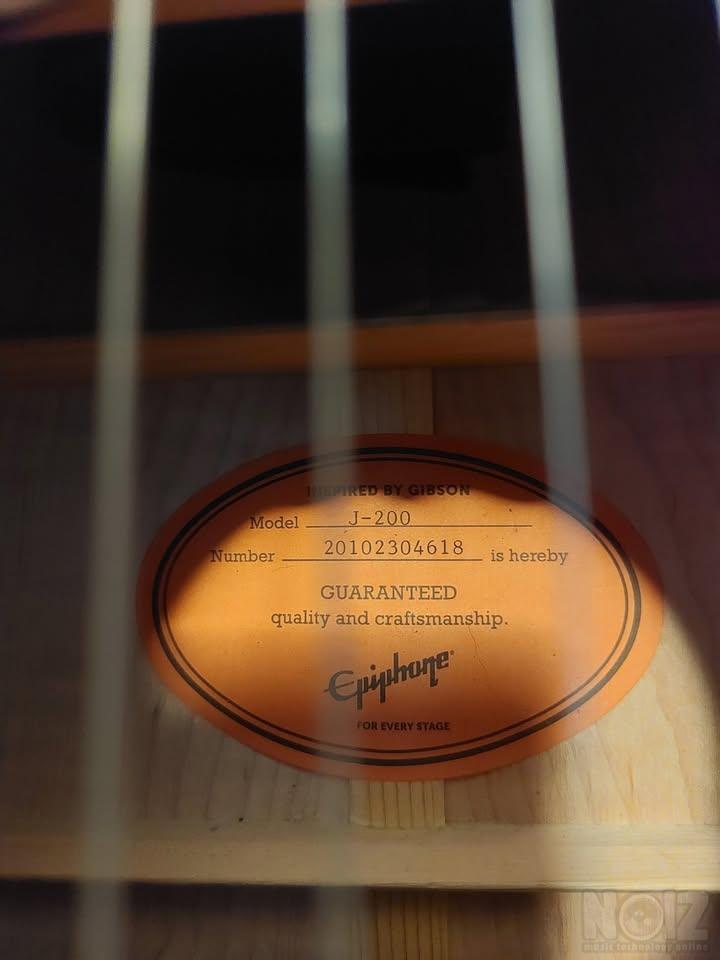 INSPIRED BY GIBSON
Model J-200
Number 20102304618 is hereby
GUARANTEED
quality and craftsmanship.
Epiphone®
FOR EVERY STAGE
NOIZ
music technology online